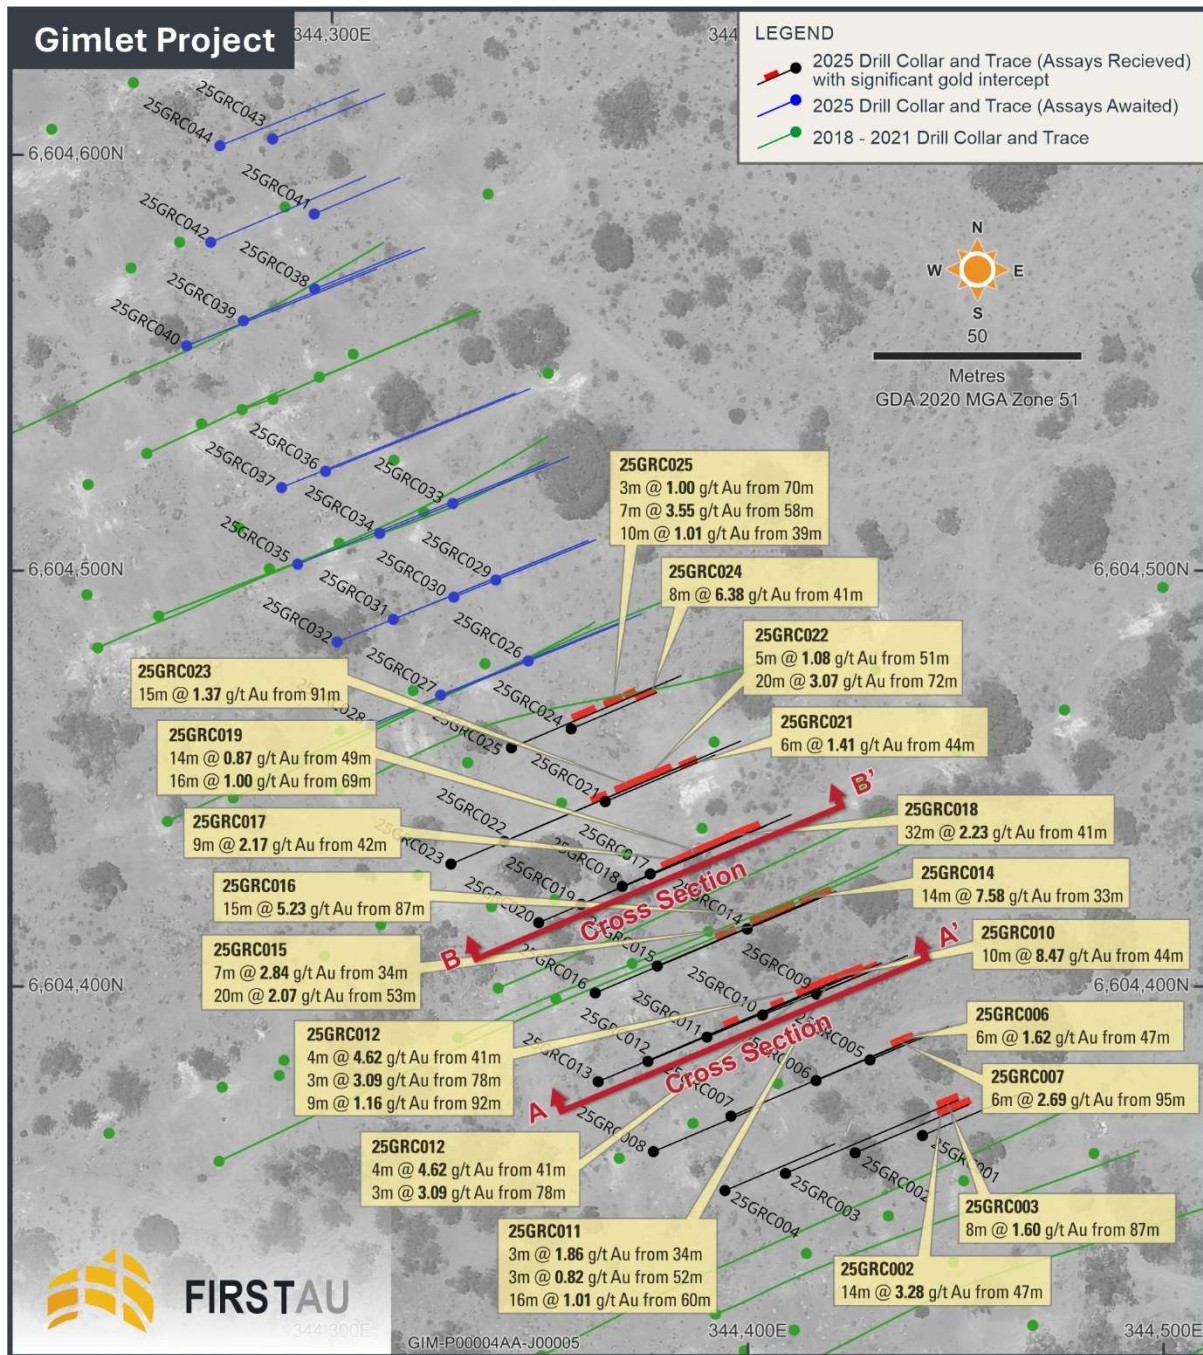 Gimlet Project
344,300E
344
LEGEND
2025 Drill Collar and Trace (Assays Recieved)
with significant gold intercept
2025 Drill Collar and Trace (Assays Awaited)
2018 - 2021 Drill Collar and Trace
6,604,600N
N
W
E
S
50
Metres
GDA 2020 MGA Zone 51
25GRC043
25GRC044
25GRC041
25GRC042
25GRC038
25GRC039
25GRC040
25GRC036
25GRC037
25GRC033
25GRC034
25GRC035
25GRC029
25GRC030
25GRC031
25GRC032
25GRC026
25GRC027
25GRC024
25GRC025
25GRC021
25GRC022
25GRC023
25GRC017
25GRC018
25GRC019
25GRC020
25GRC014
25GRC015
25GRC016
25GRC009
25GRC010
25GRC011
25GRC012
25GRC013
25GRC005
25GRC007
25GRC001
25GRC002
25GRC003
25GRC004
25GRC025
3m @ 1.00 g/t Au from 70m
7m @ 3.55 g/t Au from 58m
10m @ 1.01 g/t Au from 39m
6,604,500N
6,604,500N
25GRC024
8m @ 6.38 g/t Au from 41m
25GRC022
5m @ 1.08 g/t Au from 51m
20m @ 3.07 g/t Au from 72m
25GRC023
15m @ 1.37 g/t Au from 91m
25GRC021
6m @ 1.41 g/t Au from 44m
25GRC019
14m @ 0.87 g/t Au from 49m
16m @ 1.00 g/t Au from 69m
25GRC018
32m @ 2.23 g/t Au from 41m
25GRC017
9m @ 2.17 g/t Au from 42m
25GRC014
14m @ 7.58 g/t Au from 33m
25GRC016
15m @ 5.23 g/t Au from 87m
B
Cross Section
B'
25GRC010
10m @ 8.47 g/t Au from 44m
25GRC015
7m @ 2.84 g/t Au from 34m
20m @ 2.07 g/t Au from 53m
6,604,400N
6,604,400N
A
Cross Section
A'
25GRC006
6m @ 1.62 g/t Au from 47m
25GRC012
4m @ 4.62 g/t Au from 41m
3m @ 3.09 g/t Au from 78m
9m @ 1.16 g/t Au from 92m
25GRC007
6m @ 2.69 g/t Au from 95m
25GRC012
4m @ 4.62 g/t Au from 41m
3m @ 3.09 g/t Au from 78m
25GRC003
8m @ 1.60 g/t Au from 87m
25GRC011
3m @ 1.86 g/t Au from 34m
3m @ 0.82 g/t Au from 52m
16m @ 1.01 g/t Au from 60m
25GRC002
14m @ 3.28 g/t Au from 47m
FIRSTAU
344,300E
GIM-P00004AA-J00005
344,400E
344,500E